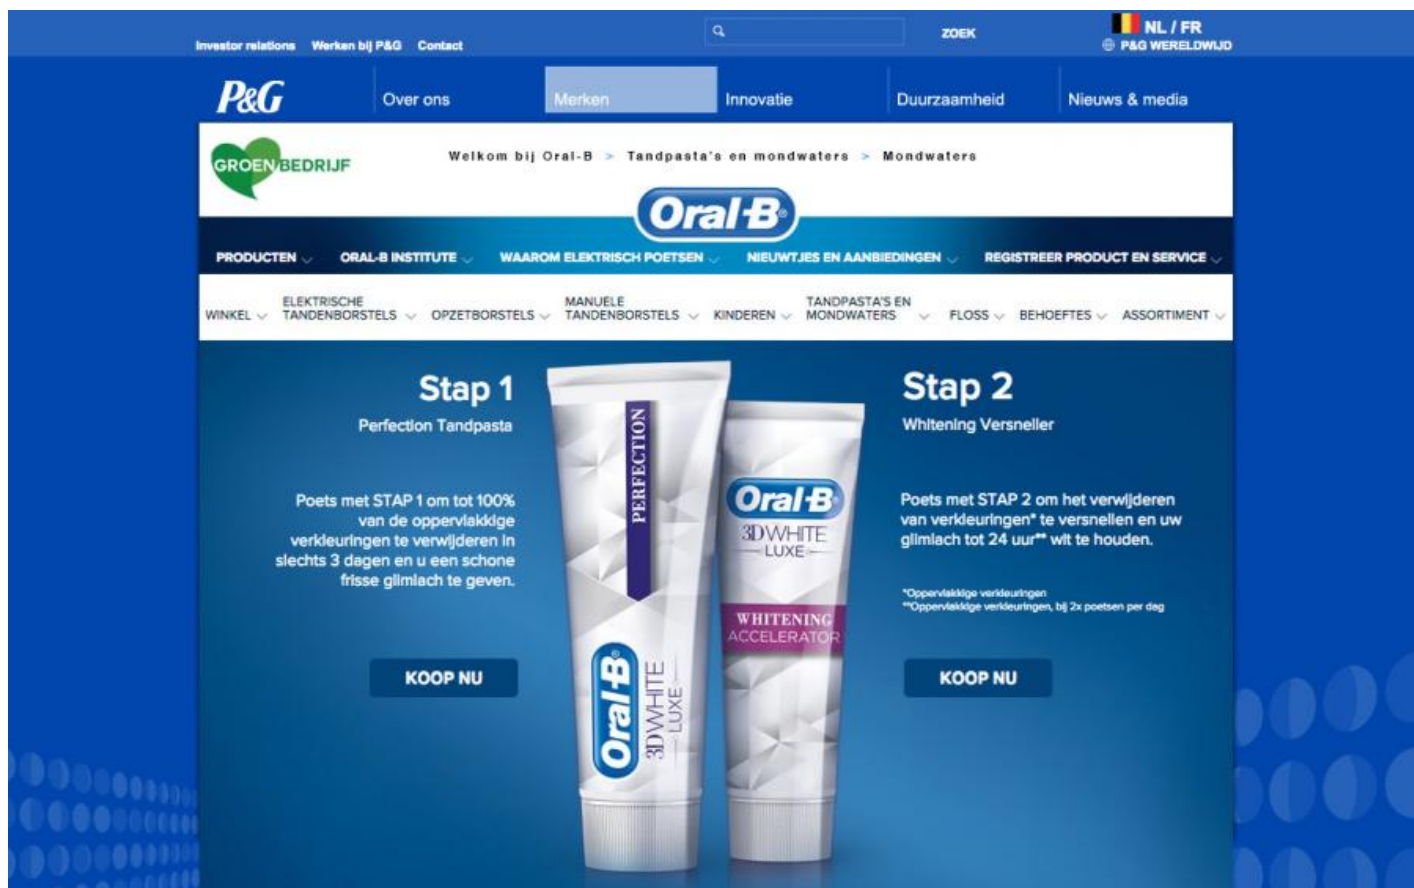 Investor relations Werken bij P&G Contact
ZOEK
NL / FR
P&G WERELDWIJD
P&G
Over ons
Merken
Innovatie
Duurzaamheid
Nieuws & media
GROEN BEDRIJF
Welkom bij Oral-B > Tandpasta's en mondwaters > Mondwaters
Oral-B®
PRODUCTEN ORAL-B INSTITUTE WAAROM ELEKTRISCH POETSEN NIEUWTJES EN AANBIEDINGEN REGISTREER PRODUCT EN SERVICE
WINKEL
ELEKTRISCHE
TANDENBORSTELS
OPZETBORSTELS
MANUELE
TANDENBORSTELS
KINDEREN
TANDPASTA'S EN
MONDWATERS
FLOSS
BEHOEFTES
ASSORTIMENT
Stap 1
Perfection Tandpasta
Poets met STAP 1 om tot 100%
van de oppervlakkige
verkleuringen te verwijderen in
slechts 3 dagen en u een schone
frisse glimlach te geven.
KOOP NU
PERFECTION
Oral-B®
3DWHITE
LUXE
Oral-B
3DWHITE
LUXE
WHITENING
ACCELERATOR
Stap 2
Whitening Versneller
Poets met STAP 2 om het verwijderen
van verkleuringen* te versnellen en uw
glimlach tot 24 uur** wit te houden.
*Oppervlakkige verkleuringen
**Oppervlakkige verkleuringen, bij 2x poetsen per dag
KOOP NU